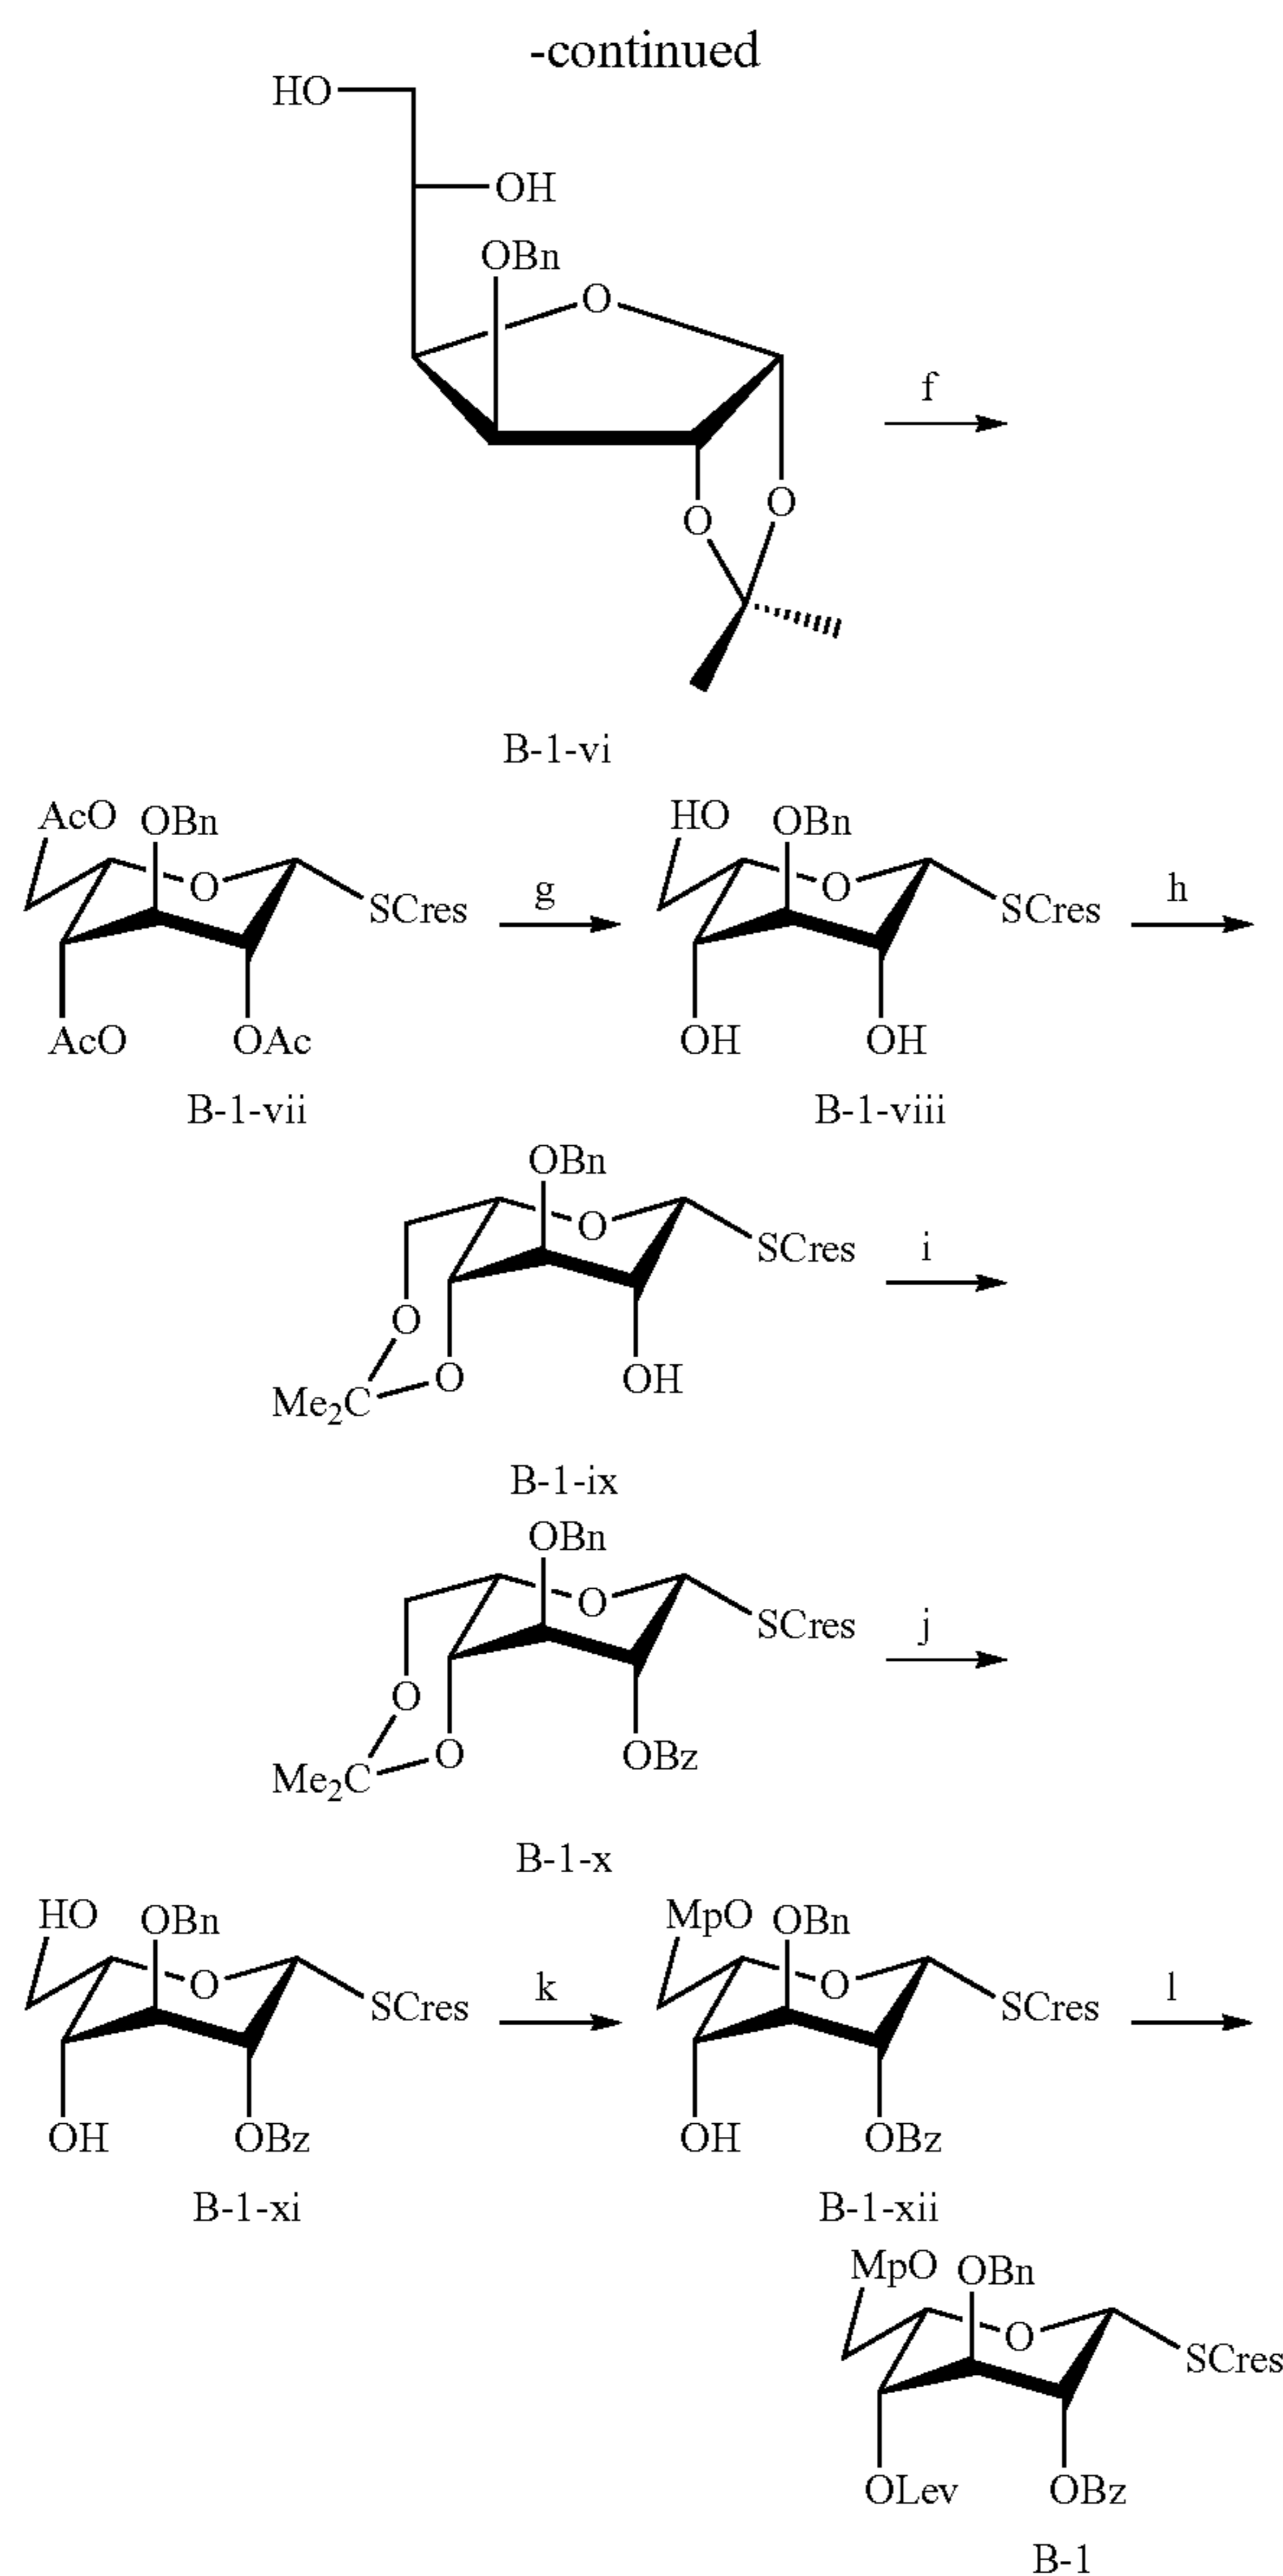 -continued
HO
OH
OBn
O
f
O
O
B-1-vi
AcO OBn
O
SCres
AcO OAc
B-1-vii
g
HO OBn
O
SCres
OH OH
B-1-viii
h
OBn
O
SCres
O
O
Me2C
OH
B-1-ix
i
OBn
O
SCres
O
O
Me2C
OBz
B-1-x
j
HO OBn
O
SCres
OH OBz
B-1-xi
k
MpO OBn
O
SCres
OH OBz
B-1-xii
l
MpO OBn
O
SCres
OLev OBz
B-1